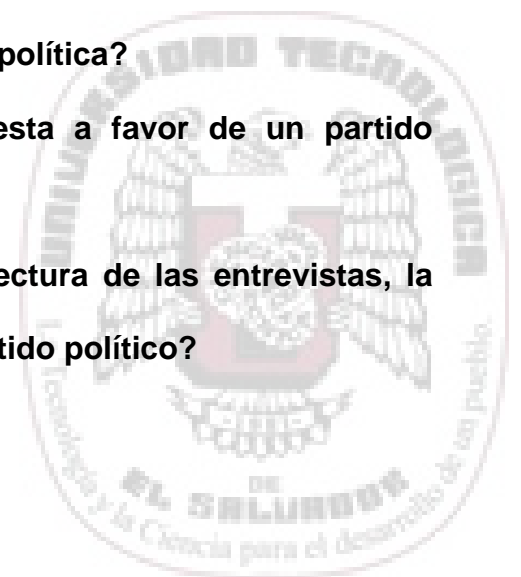 política?
esta a favor de un partido
ectura de las entrevistas, la
tido político?
UNIVERSIDAD TECNOLOGICA
DE
EL SALVADOR
La Tecnología y la Ciencia para el desarrollo de un pueblo.